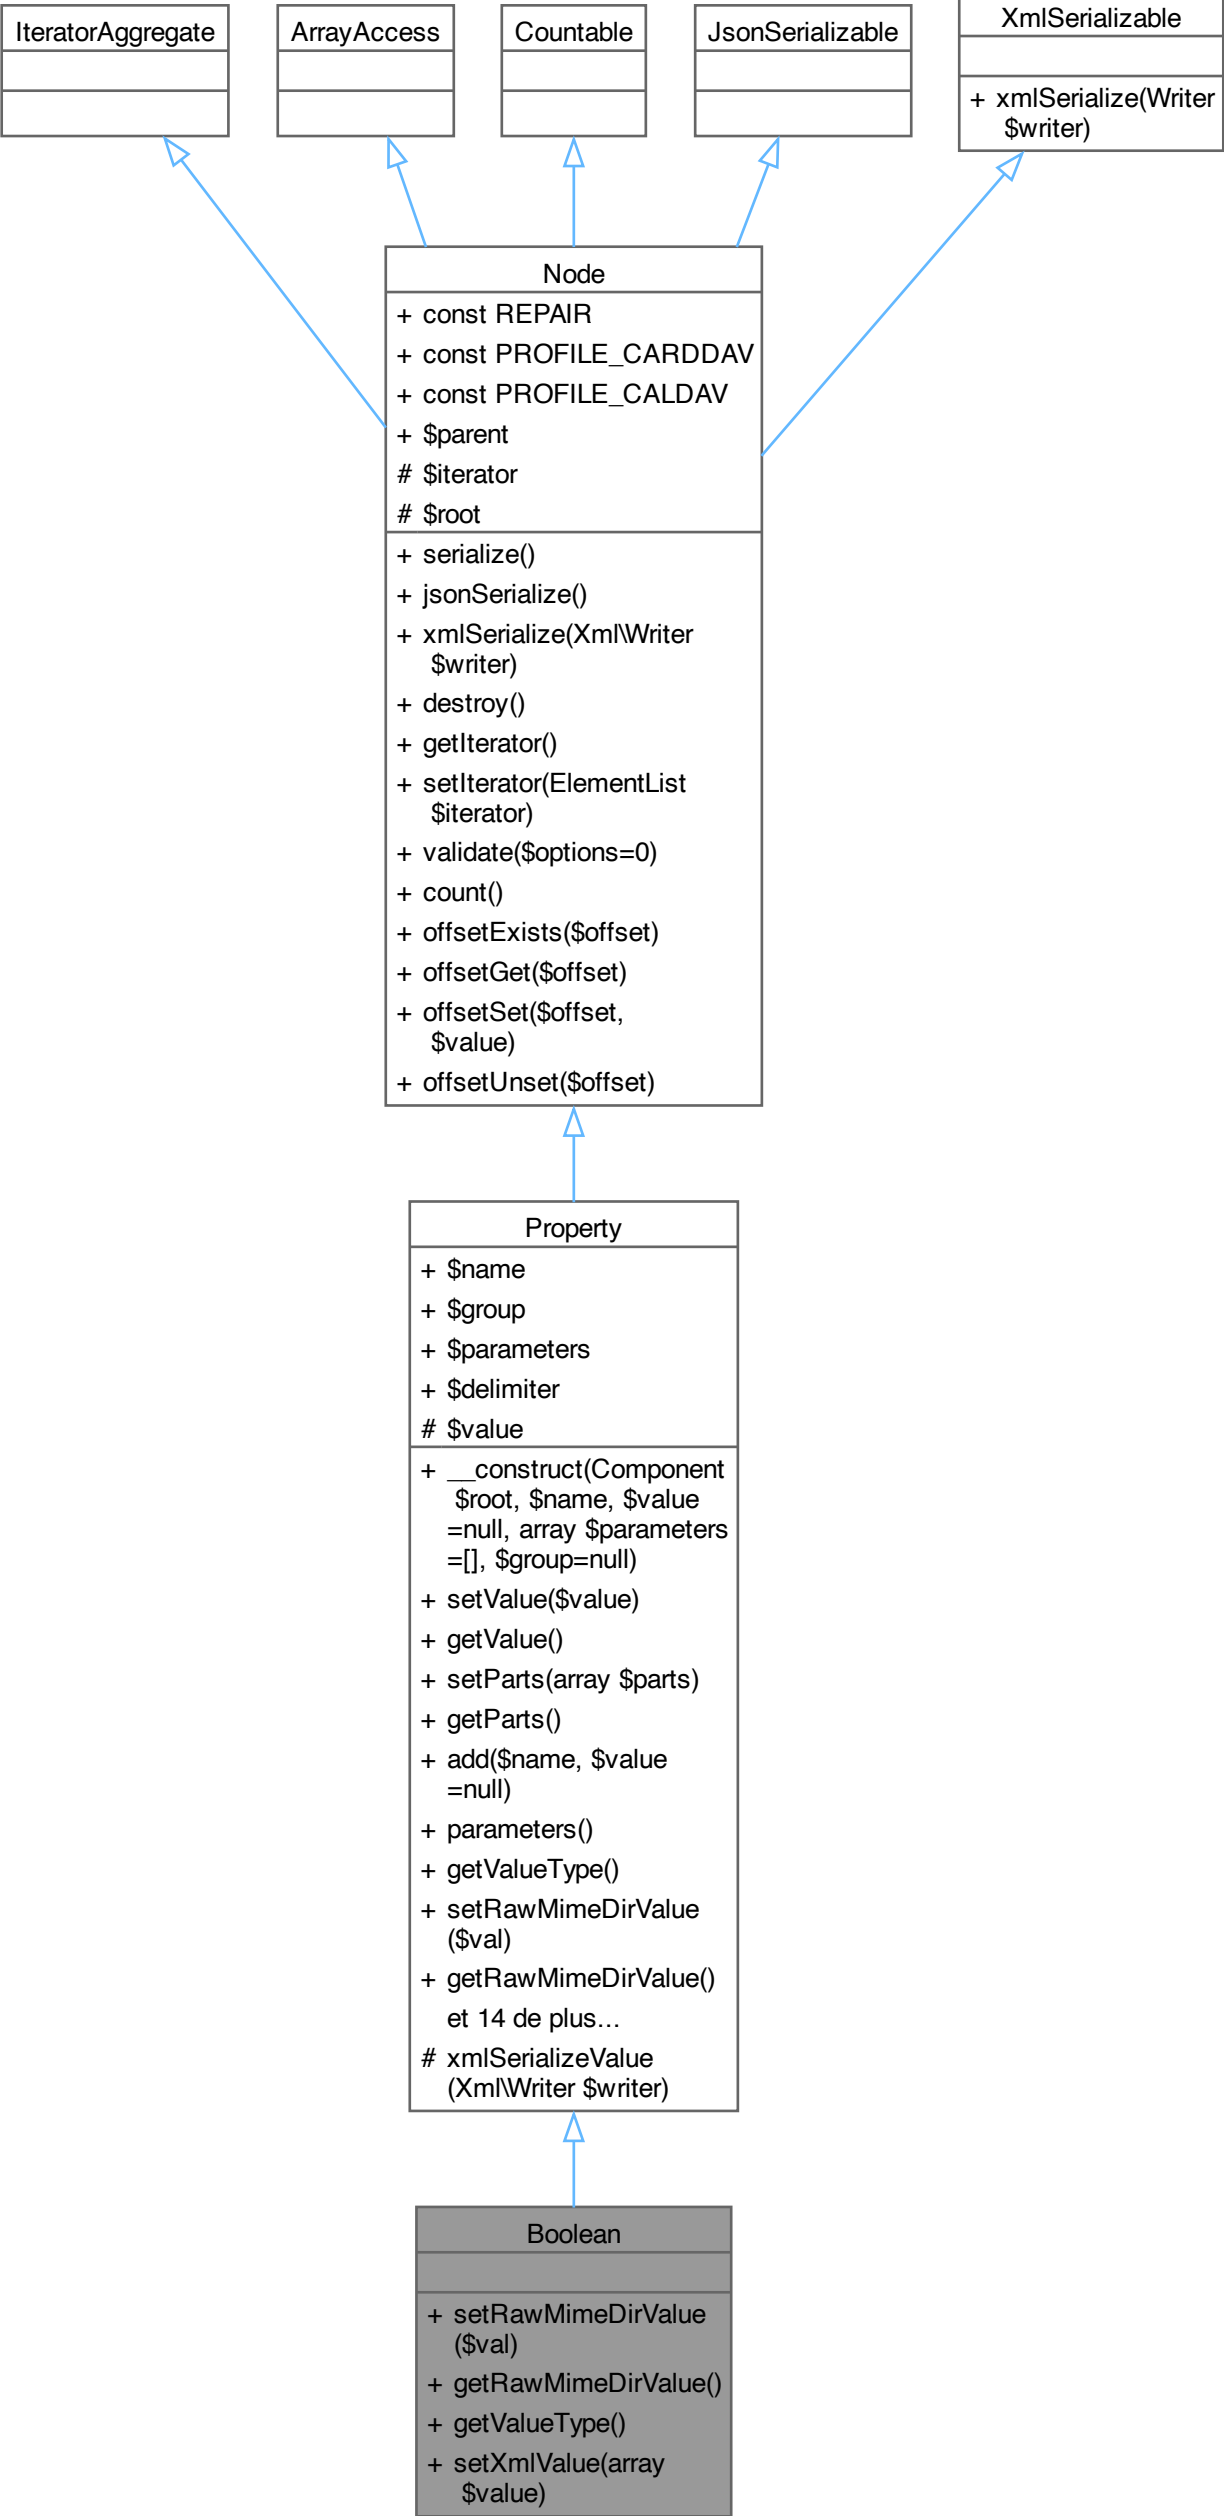 IteratorAggregate
ArrayAccess
Countable
JsonSerializable
XmlSerializable
+ xmlSerialize(Writer
$writer)
Node
+ const REPAIR
+ const PROFILE_CARDDAV
+ const PROFILE_CALDAV
+ $parent
# $iterator
# $root
+ serialize()
+ jsonSerialize()
+ xmlSerialize(Xml\Writer
$writer)
+ destroy()
+ getIterator()
+ setIterator(ElementList
$iterator)
+ validate($options=0)
+ count()
+ offsetExists($offset)
+ offsetGet($offset)
+ offsetSet($offset,
$value)
+ offsetUnset($offset)
Property
+ $name
+ $group
+ $parameters
+ $delimiter
# $value
+ __construct(Component
$root, $name, $value
=null, array $parameters
=[], $group=null)
+ setValue($value)
+ getValue()
+ setParts(array $parts)
+ getParts()
+ add($name, $value
=null)
+ parameters()
+ getValueType()
+ setRawMimeDirValue
($val)
+ getRawMimeDirValue()
et 14 de plus...
# xmlSerializeValue
(Xml\Writer $writer)
Boolean
+ setRawMimeDirValue
($val)
+ getRawMimeDirValue()
+ getValueType()
+ setXmlValue(array
$value)